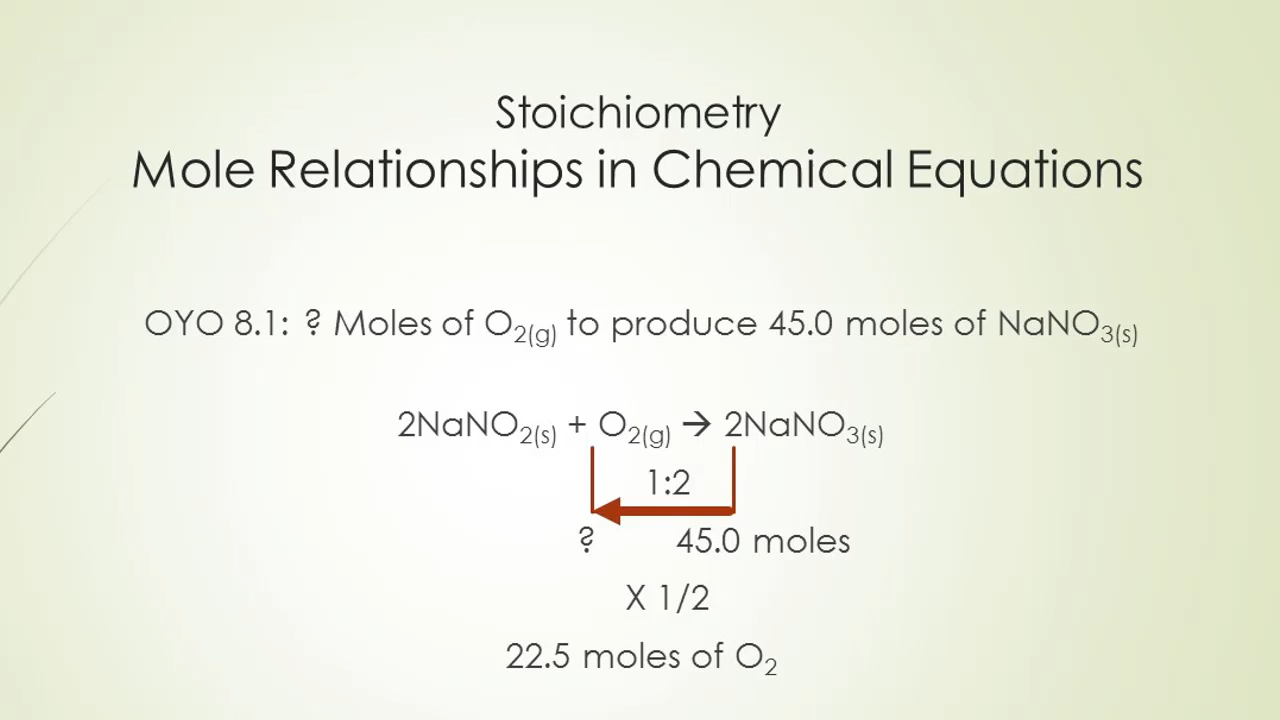 Stoichiometry
Mole Relationships in Chemical Equations
OYO 8.1: ? Moles of O₂(g) to produce 45.0 moles of NaNO₃(s)
2NaNO₂(s) + O₂(g) → 2NaNO₃(s)
1:2
? 45.0 moles
X 1/2
22.5 moles of O₂